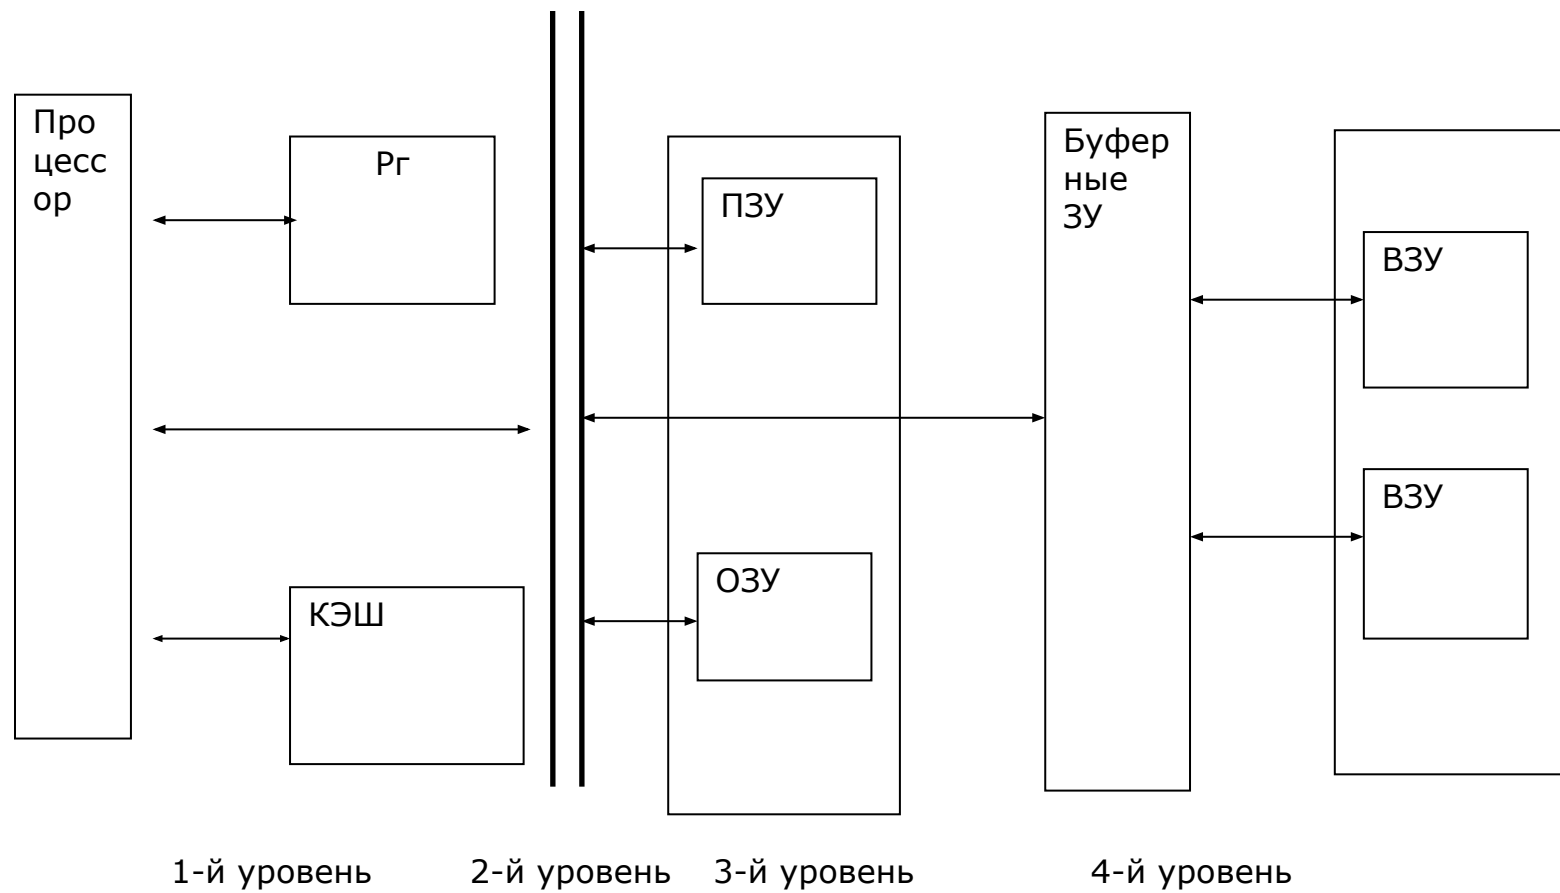 Про
цесс
ор
Рг
КЭШ
ПЗУ
ОЗУ
Буфер
ные
ЗУ
ВЗУ
ВЗУ
1-й уровень 2-й уровень 3-й уровень 4-й уровень